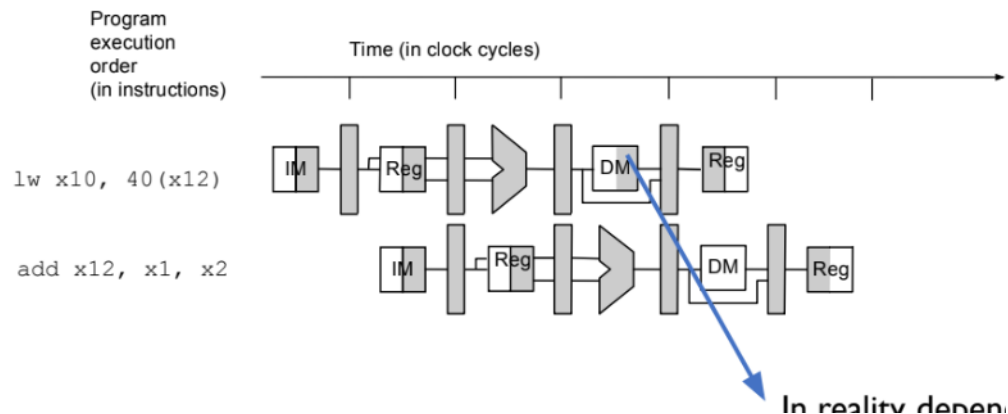 Program
execution
order
(in instructions)
Time (in clock cycles)
lw x10, 40(x12)
IM
Reg
DM
Reg
add x12, x1, x2
IM
Reg
DM
Reg
In reality depen